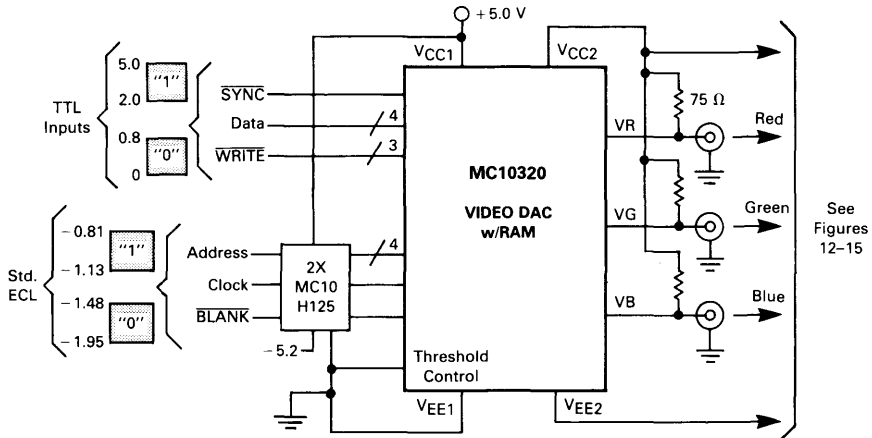 +5.0 V
VCC1
VCC2
TTL
Inputs
5.0
"1"
2.0
0.8
"0"
0
SYNC
Data
4
WRITE
3
75 Ω
VR
Red
MC10320
VIDEO DAC
w/RAM
VG
Green
See
Figures
12–15
Std.
ECL
−0.81
"1"
−1.13
−1.48
"0"
−1.95
Address
Clock
BLANK
2X
MC10
H125
4
−5.2
VB
Blue
Threshold
Control
VEE1
VEE2